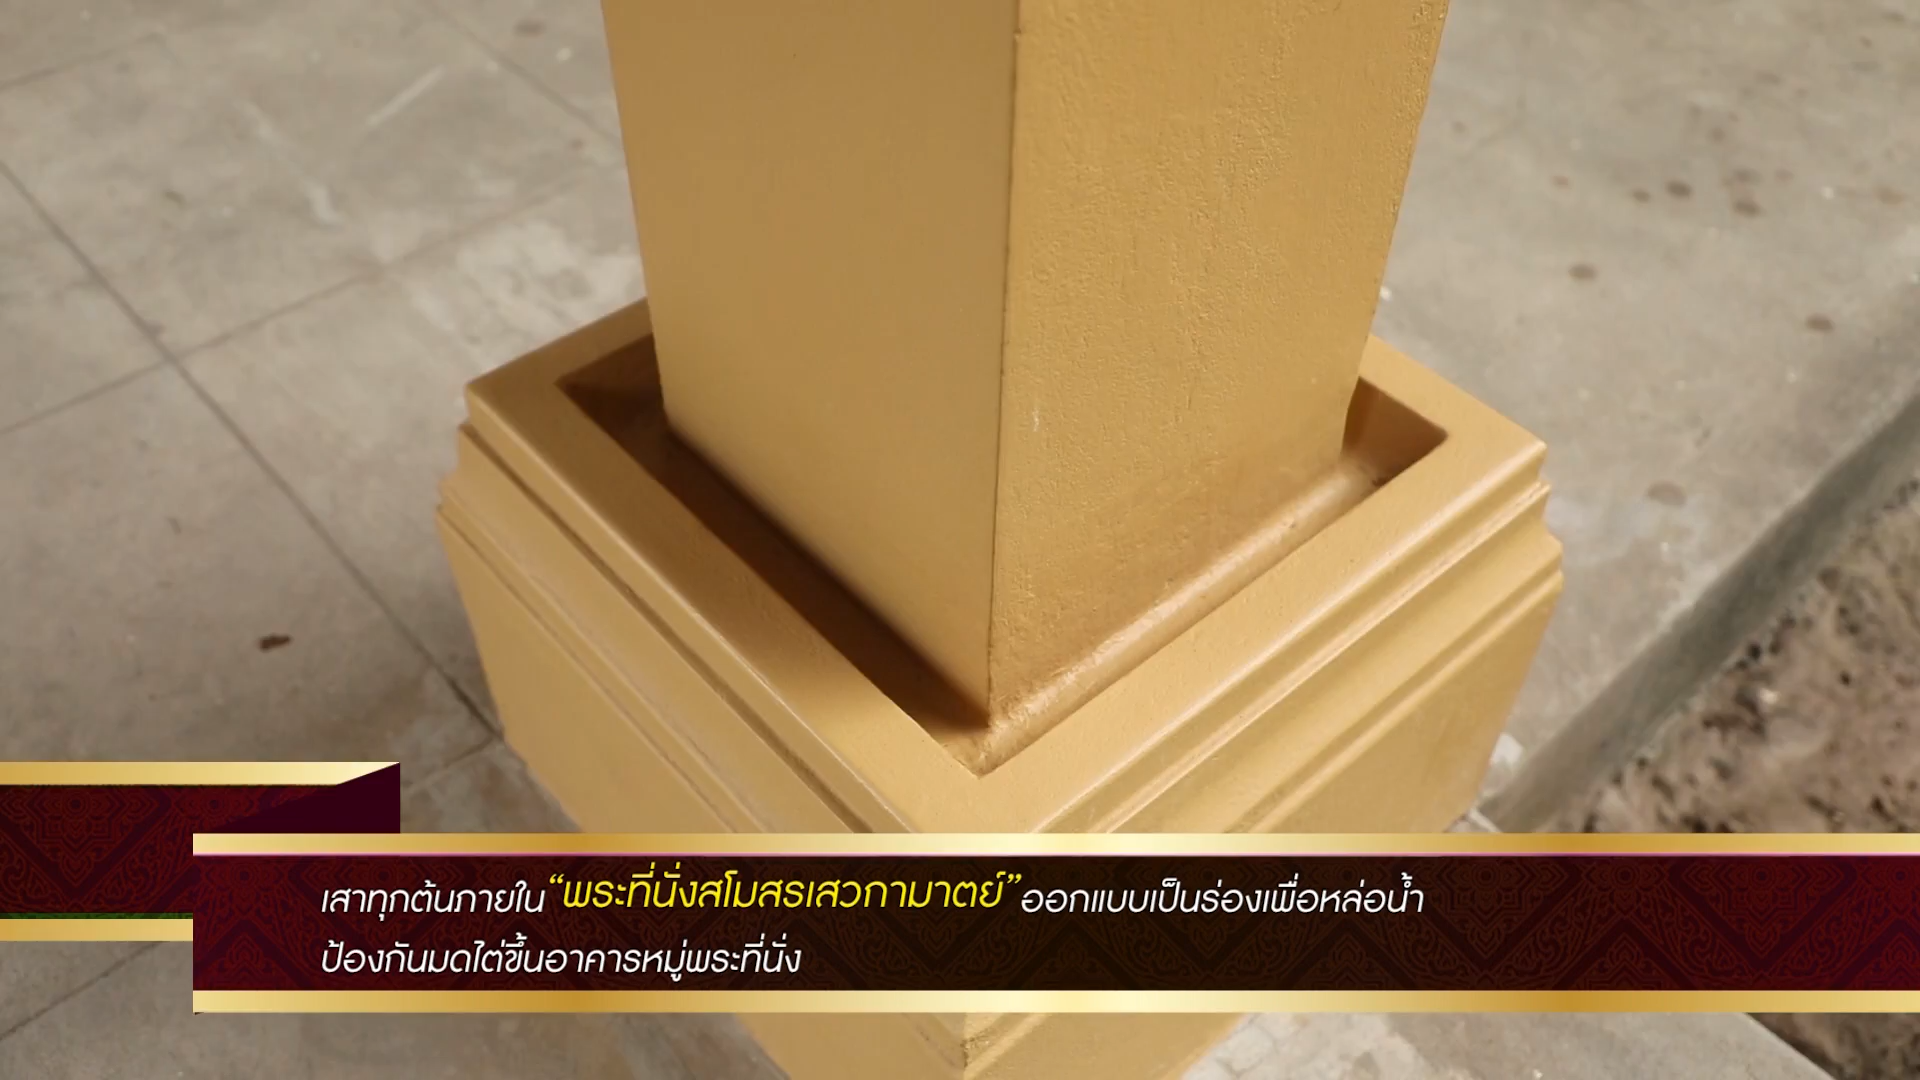 เสาทุกต้นภายใน “พระที่นั่งสโมสรเสวกามาตย์” ออกแบบเป็นร่องเพื่อหล่อน้ำ
ป้องกันมดไต่ขึ้นอาคารหมู่พระที่นั่ง